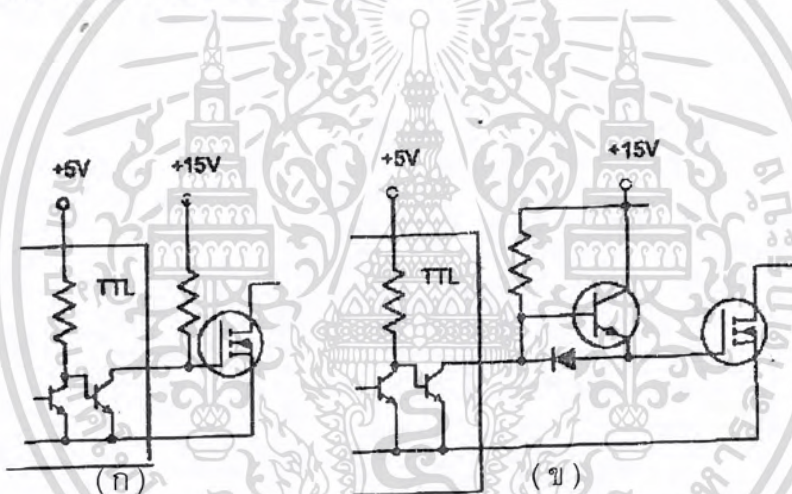 +5V
+15V
TTL
(ก)
+5V
+15V
TTL
(ข)